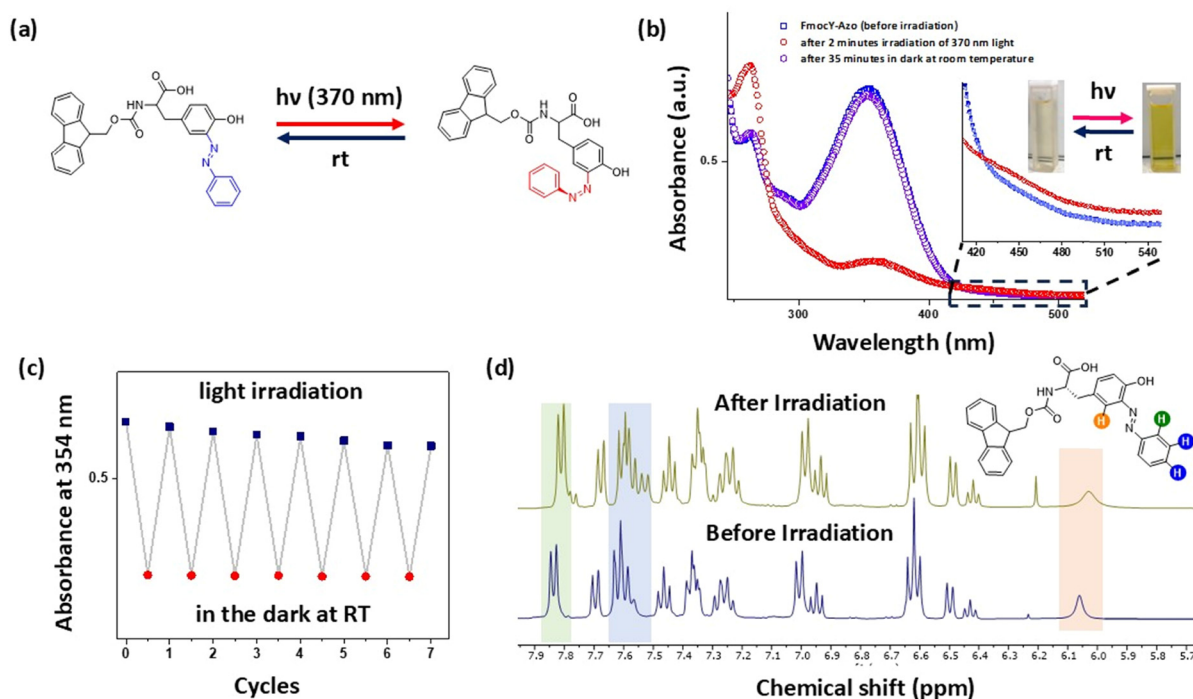 (a)
O
OH
HN
O
O
OH
N
N
hν (370 nm)
rt
O
OH
HN
O
O
OH
N
N
(b)
FmocY-Azo (before irradiation)
after 2 minutes irradiation of 370 nm light
after 35 minutes in dark at room temperature
hν
rt
Absorbance (a.u.)
0.5
420 450 480 510 540
300 400 500
Wavelength (nm)
(c)
light irradiation
Absorbance at 354 nm
0.5
in the dark at RT
0 1 2 3 4 5 6 7
Cycles
(d)
After Irradiation
O
OH
HN
O
O
OH
N
N
H
H
H
H
Before Irradiation
7.9 7.8 7.7 7.6 7.5 7.4 7.3 7.2 7.1 7.0 6.9 6.8 6.7 6.6 6.5 6.4 6.3 6.2 6.1 6.0 5.9 5.8 5.7
Chemical shift (ppm)